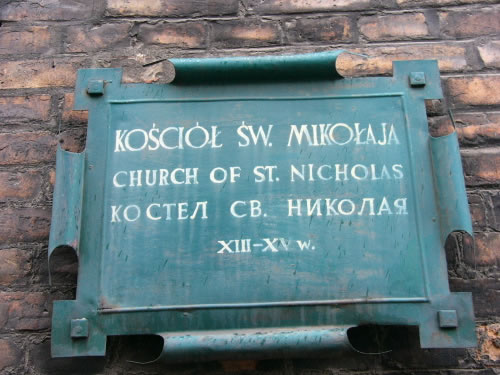 KOŚCIÓŁ ŚW. MIKOŁAJA
CHURCH OF ST. NICHOLAS
КОСТЕЛ СВ. НИКОЛАЯ
XIII-XV w.